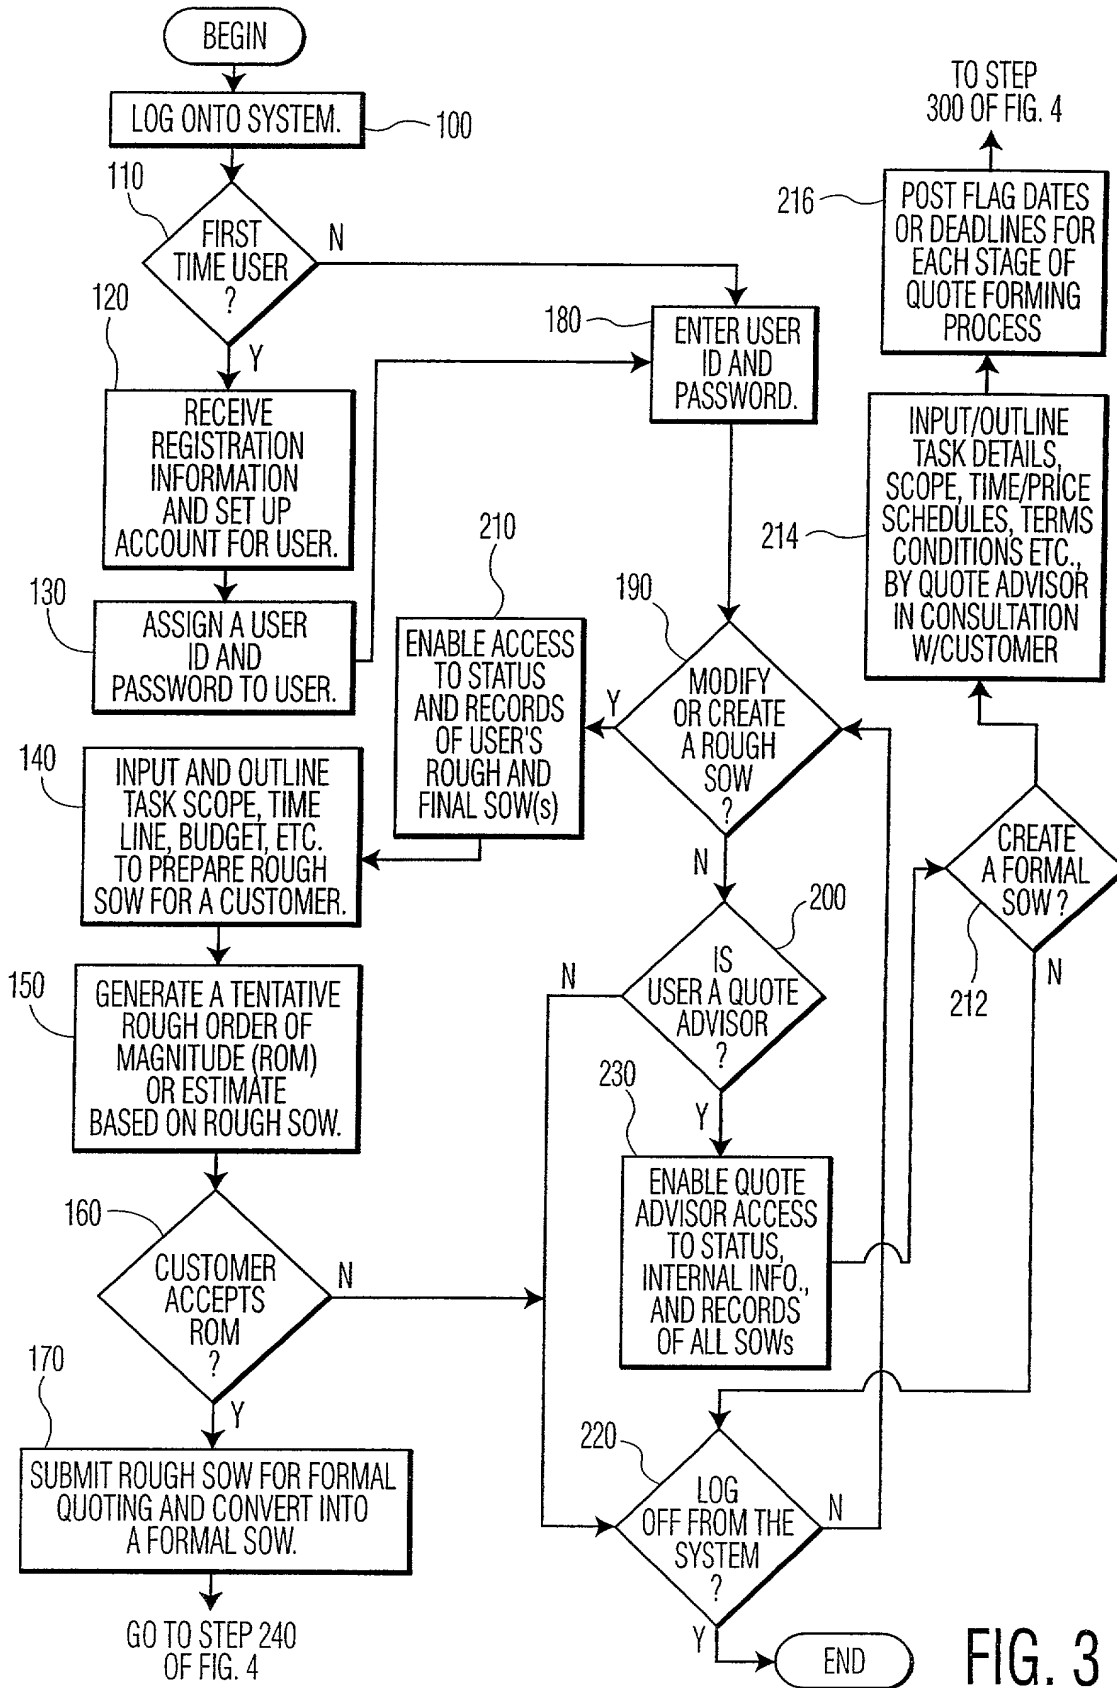 BEGIN
LOG ONTO SYSTEM.
100
110
FIRST
TIME USER
?
N
Y
120
RECEIVE
REGISTRATION
INFORMATION
AND SET UP
ACCOUNT FOR USER.
130
ASSIGN A USER
ID AND
PASSWORD TO USER.
140
INPUT AND OUTLINE
TASK SCOPE, TIME
LINE, BUDGET, ETC.
TO PREPARE ROUGH
SOW FOR A CUSTOMER.
150
GENERATE A TENTATIVE
ROUGH ORDER OF
MAGNITUDE (ROM)
OR ESTIMATE
BASED ON ROUGH SOW.
160
CUSTOMER
ACCEPTS
ROM
?
N
Y
170
SUBMIT ROUGH SOW FOR FORMAL
QUOTING AND CONVERT INTO
A FORMAL SOW.
GO TO STEP 240
OF FIG. 4
180
ENTER USER
ID AND
PASSWORD.
190
MODIFY
OR CREATE
A ROUGH
SOW
?
Y
N
210
ENABLE ACCESS
TO STATUS
AND RECORDS
OF USER'S
ROUGH AND
FINAL SOW(s)
200
IS
USER A QUOTE
ADVISOR
?
N
Y
230
ENABLE QUOTE
ADVISOR ACCESS
TO STATUS,
INTERNAL INFO.,
AND RECORDS
OF ALL SOWs
220
LOG
OFF FROM THE
SYSTEM
?
N
Y
END
TO STEP
300 OF FIG. 4
216
POST FLAG DATES
OR DEADLINES FOR
EACH STAGE OF
QUOTE FORMING
PROCESS
214
INPUT/OUTLINE
TASK DETAILS,
SCOPE, TIME/PRICE
SCHEDULES, TERMS
CONDITIONS ETC.,
BY QUOTE ADVISOR
IN CONSULTATION
W/CUSTOMER
CREATE
A FORMAL
SOW ?
212
N
FIG. 3